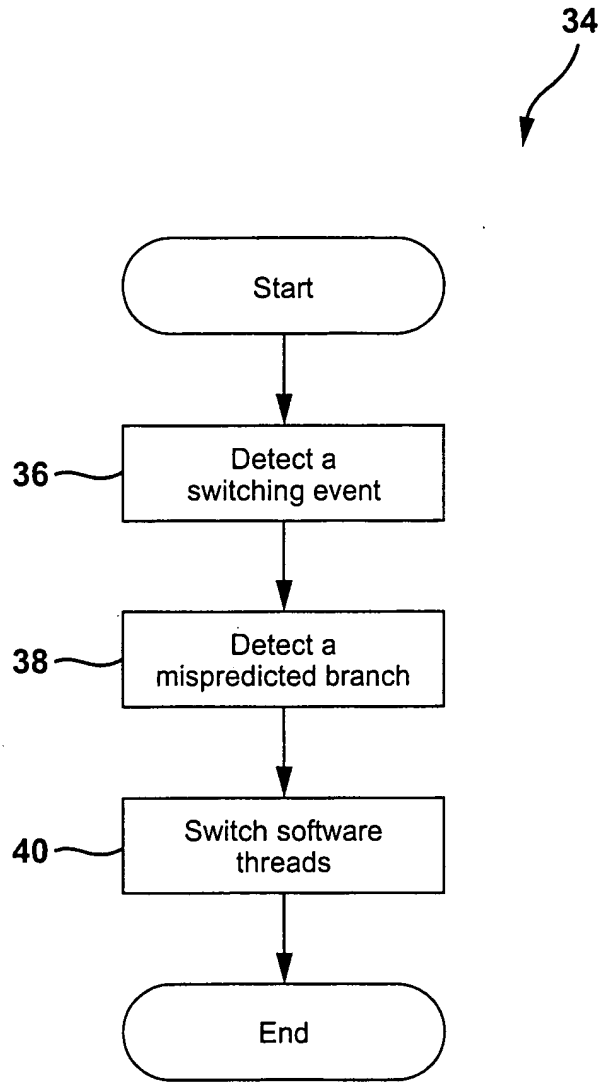 34
Start
36
Detect a
switching event
38
Detect a
mispredicted branch
40
Switch software
threads
End